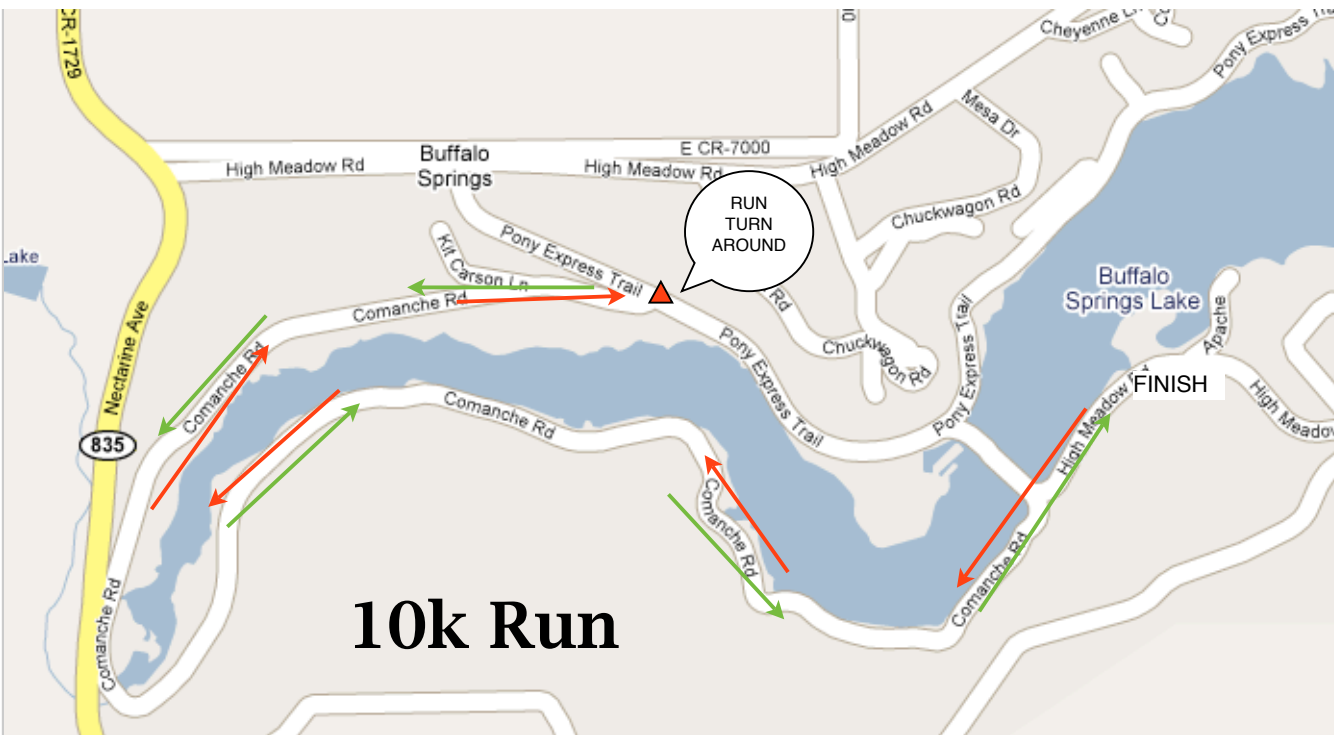 CR-1729
Cheyenne Ln
Pony Express Tra
E CR-7000
High Meadow Rd
Buffalo
Springs
High Meadow Rd
High Meadow Rd
Mesa Dr
RUN
TURN
AROUND
Chuckwagon Rd
Lake
Kit Carson Ln
Pony Express Trail
Comanche Rd
Rd
Buffalo
Springs Lake
Apache
Nectarine Ave
Comanche Rd
Pony Express Trail
Chuckwagon Rd
Pony Express Trail
FINISH
High Meadow R
High Meadow
835
Comanche Rd
Comanche Rd
Comanche Rd
Comanche Rd
10k Run